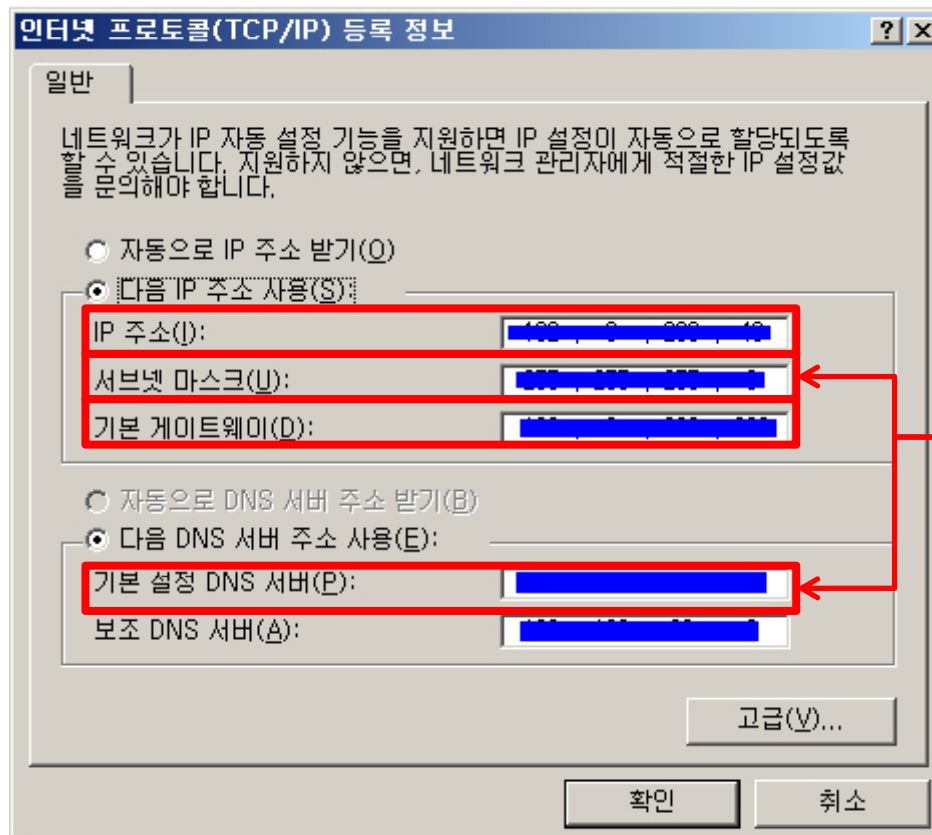 인터넷 프로토콜(TCP/IP) 등록 정보
일반
네트워크가 IP 자동 설정 기능을 지원하면 IP 설정이 자동으로 할당되도록
할 수 있습니다. 지원하지 않으면, 네트워크 관리자에게 적절한 IP 설정값
을 문의해야 합니다.
자동으로 IP 주소 받기(O)
다음 IP 주소 사용(S):
IP 주소(I):
서브넷 마스크(U):
기본 게이트웨이(D):
자동으로 DNS 서버 주소 받기(B)
다음 DNS 서버 주소 사용(E):
기본 설정 DNS 서버(P):
보조 DNS 서버(A):
고급(V)...
확인
취소